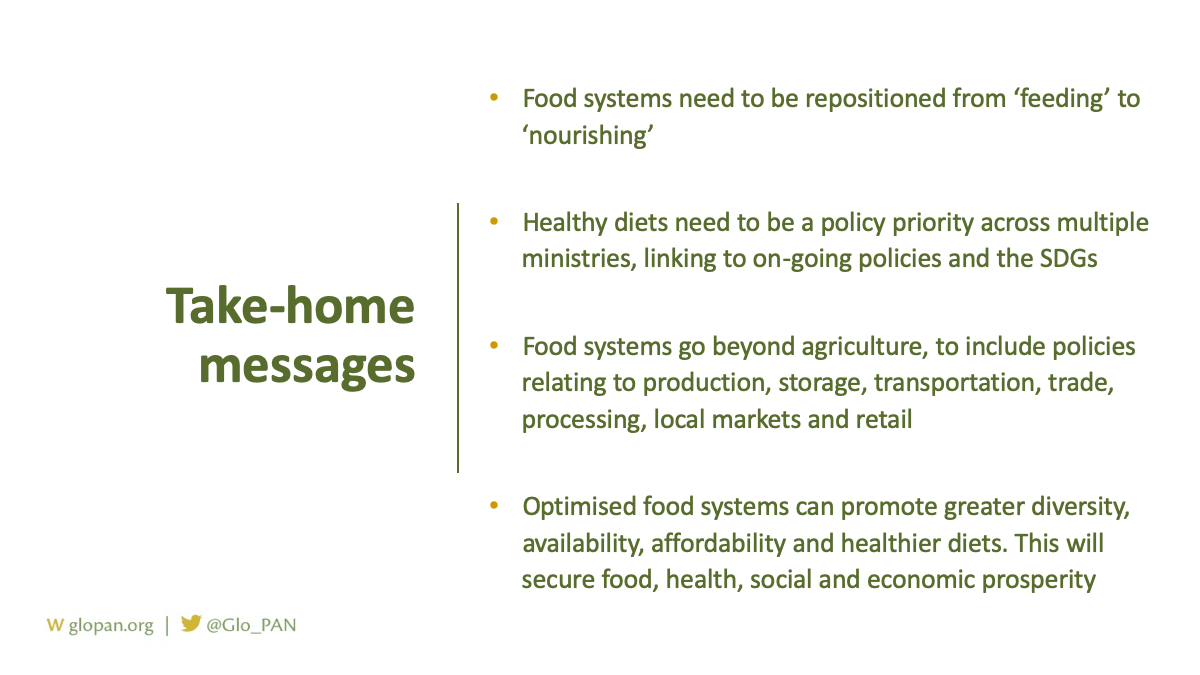 Take-home
messages
• Food systems need to be repositioned from ‘feeding’ to
‘nourishing’
• Healthy diets need to be a policy priority across multiple
ministries, linking to on-going policies and the SDGs
• Food systems go beyond agriculture, to include policies
relating to production, storage, transportation, trade,
processing, local markets and retail
• Optimised food systems can promote greater diversity,
availability, affordability and healthier diets. This will
secure food, health, social and economic prosperity
W glopan.org | @Glo_PAN